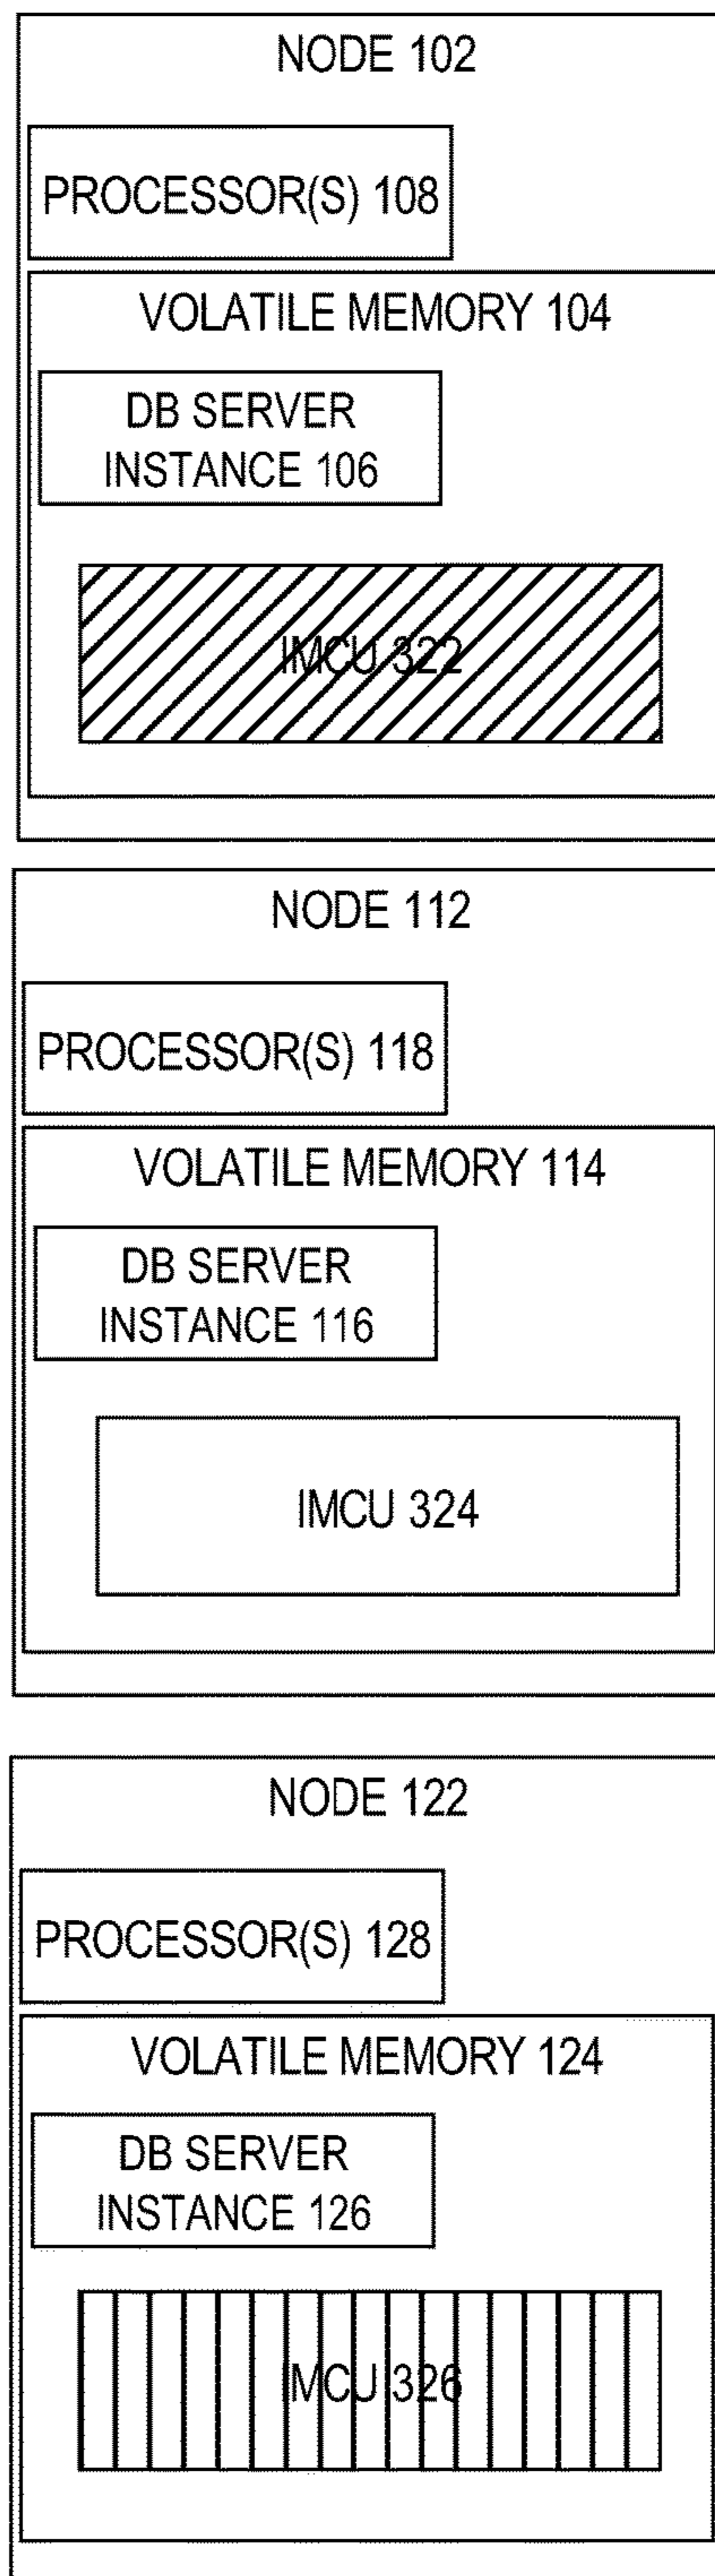 NODE 102
PROCESSOR(S) 108
VOLATILE MEMORY 104
DB SERVER
INSTANCE 106
IMCU 322
NODE 112
PROCESSOR(S) 118
VOLATILE MEMORY 114
DB SERVER
INSTANCE 116
IMCU 324
NODE 122
PROCESSOR(S) 128
VOLATILE MEMORY 124
DB SERVER
INSTANCE 126
IMCU 326